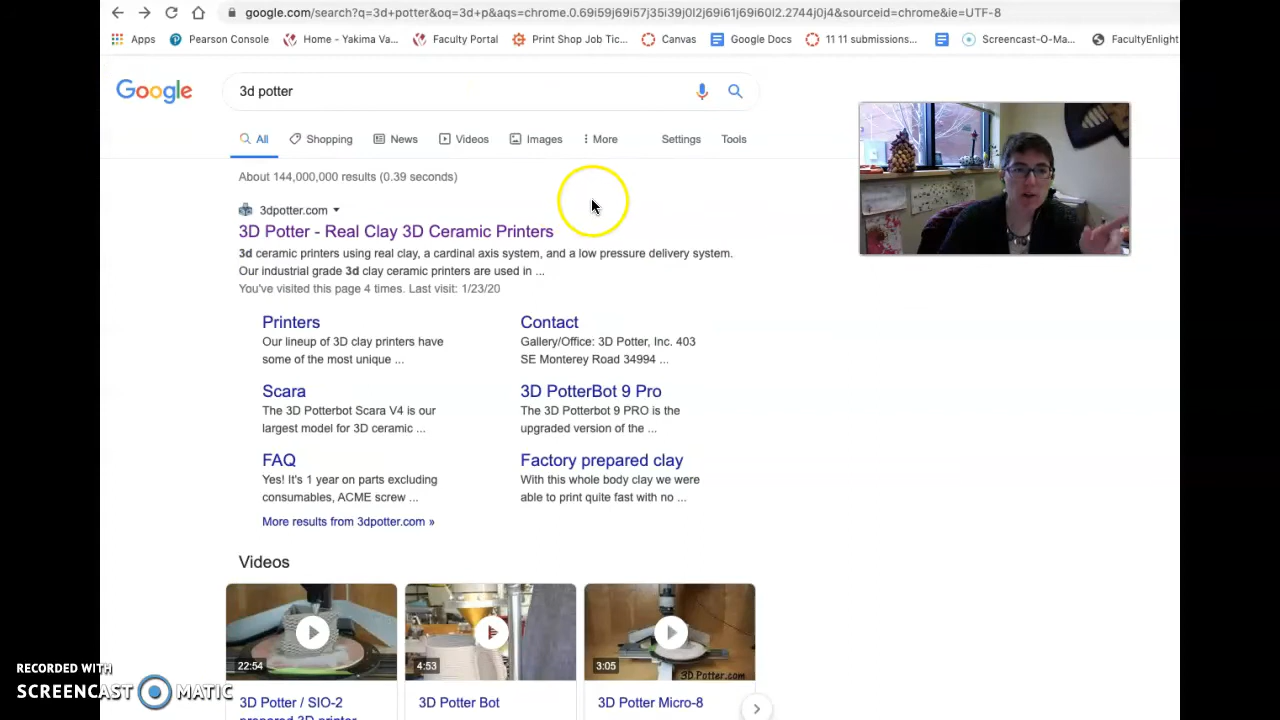 google.com/search?q=3d+potter&oq=3d+p&aqs=chrome.0.69i59j69i57j35i39j0l2j69i61j69i60l2.2744j0j4&sourceid=chrome&ie=UTF-8
Apps Pearson Console Home - Yakima Va... Faculty Portal Print Shop Job Tic... Canvas Google Docs 11 11 submissions... Screencast-O-Ma... FacultyEnlight
Google 3d potter
All Shopping News Videos Images More Settings Tools
About 144,000,000 results (0.39 seconds)
3dpotter.com
3D Potter - Real Clay 3D Ceramic Printers
3d ceramic printers using real clay, a cardinal axis system, and a low pressure delivery system.
Our industrial grade 3d clay ceramic printers are used in ...
You've visited this page 4 times. Last visit: 1/23/20
Printers
Our lineup of 3D clay printers have
some of the most unique ...
Contact
Gallery/Office: 3D Potter, Inc. 403
SE Monterey Road 34994 ...
Scara
The 3D Potterbot Scara V4 is our
largest model for 3D ceramic ...
3D PotterBot 9 Pro
The 3D Potterbot 9 PRO is the
upgraded version of the ...
FAQ
Yes! It's 1 year on parts excluding
consumables, ACME screw ...
Factory prepared clay
With this whole body clay we were
able to print quite fast with no ...
More results from 3dpotter.com »
Videos
22:54
4:53
3:05
3D Potter.com
3D Potter / SIO-2
prepared 3D printer
3D Potter Bot
3D Potter Micro-8
RECORDED WITH
SCREENCAST MATIC